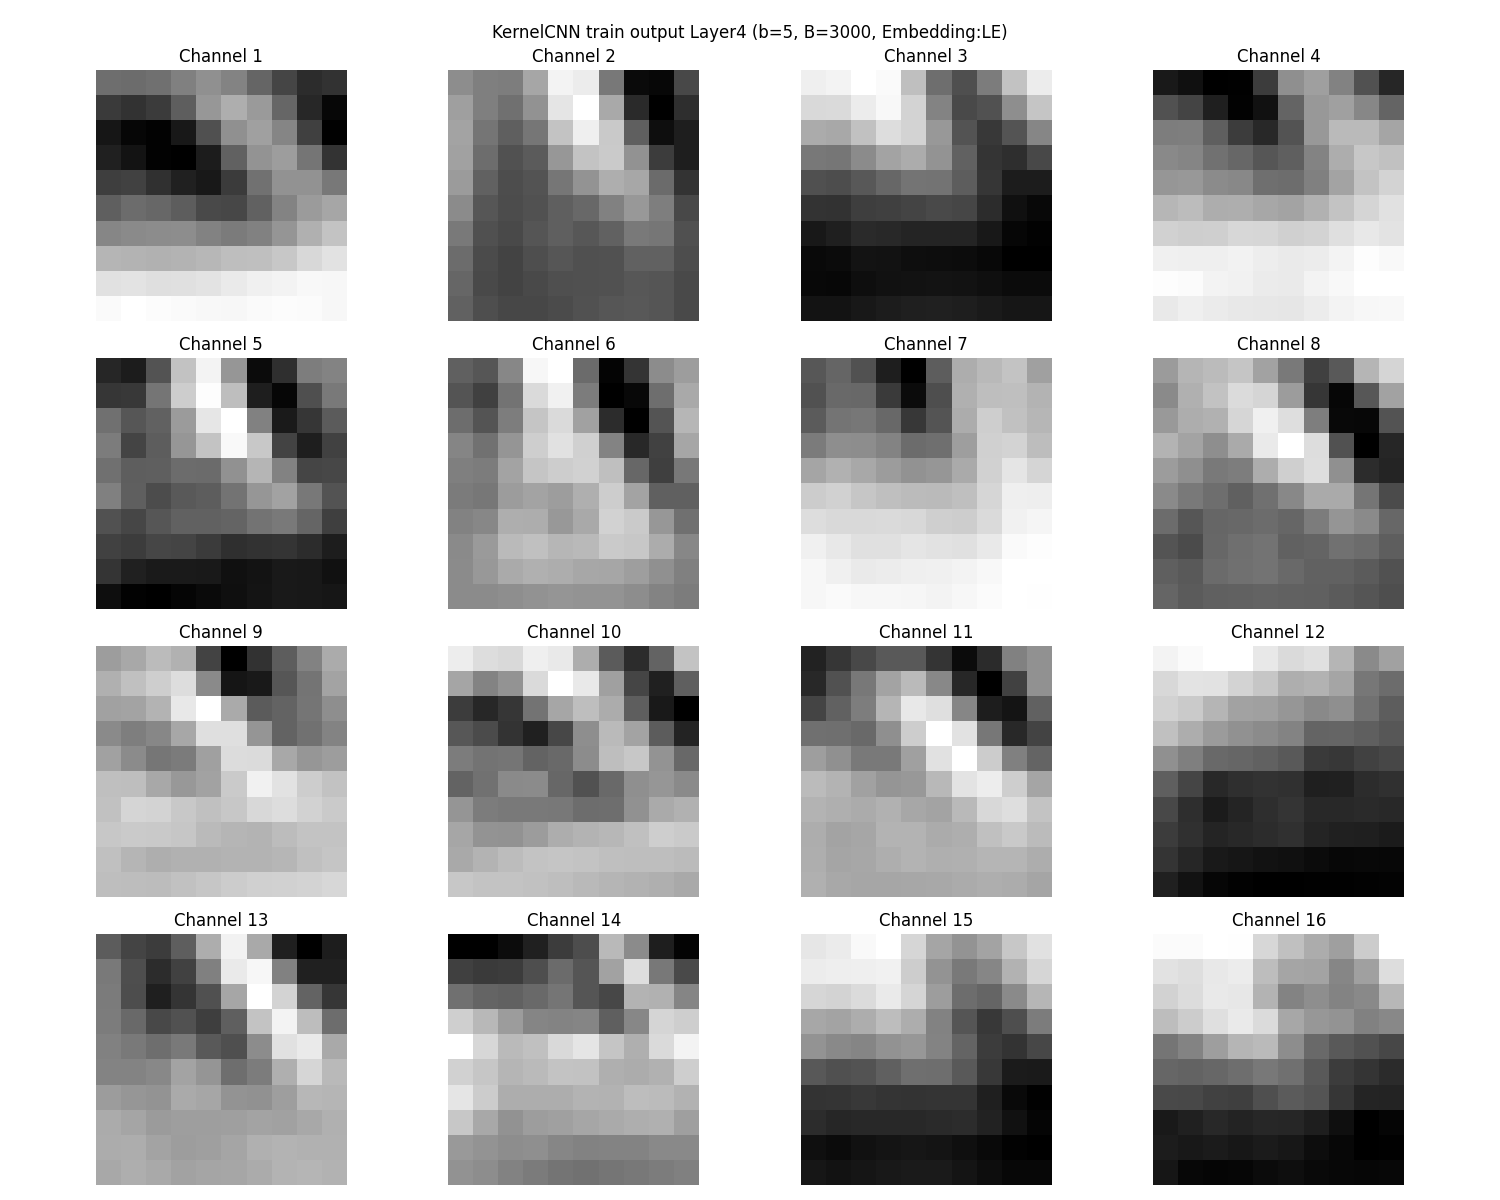 KernelCNN train output Layer4 (b=5, B=3000, Embedding:LE)
Channel 1
Channel 2
Channel 3
Channel 4
Channel 5
Channel 6
Channel 7
Channel 8
Channel 9
Channel 10
Channel 11
Channel 12
Channel 13
Channel 14
Channel 15
Channel 16